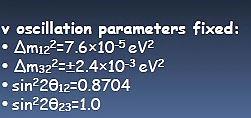 ν oscillation parameters fixed:
• Δm₁₂²=7.6×10⁻⁵ eV²
• Δm₃₂²=±2.4×10⁻³ eV²
• sin²2θ₁₂=0.8704
• sin²2θ₂₃=1.0